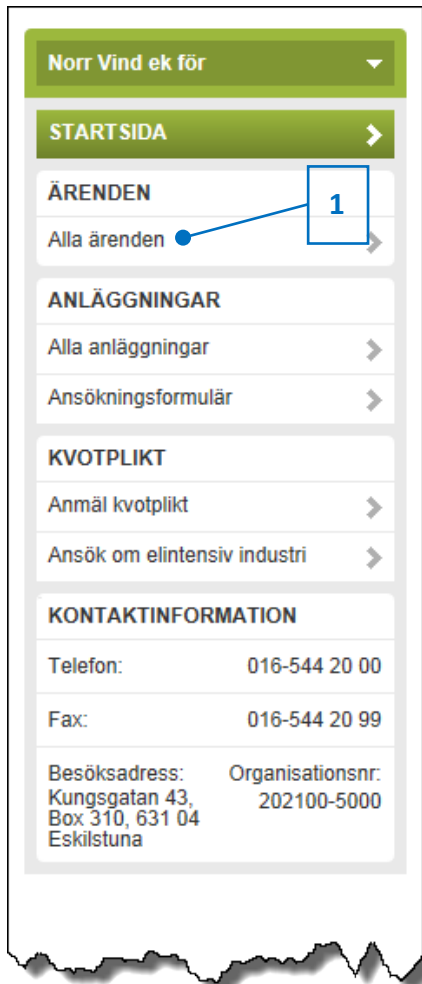 Norr Vind ek för
STARTSIDA
ÄRENDEN
1
Alla ärenden
ANLÄGGNINGAR
Alla anläggningar
Ansökningsformulär
KVOTPLIKT
Anmäl kvotplikt
Ansök om elintensiv industri
KONTAKTINFORMATION
Telefon: 016-544 20 00
Fax: 016-544 20 99
Besöksadress: Organisationsnr:
Kungsgatan 43, 202100-5000
Box 310, 631 04
Eskilstuna